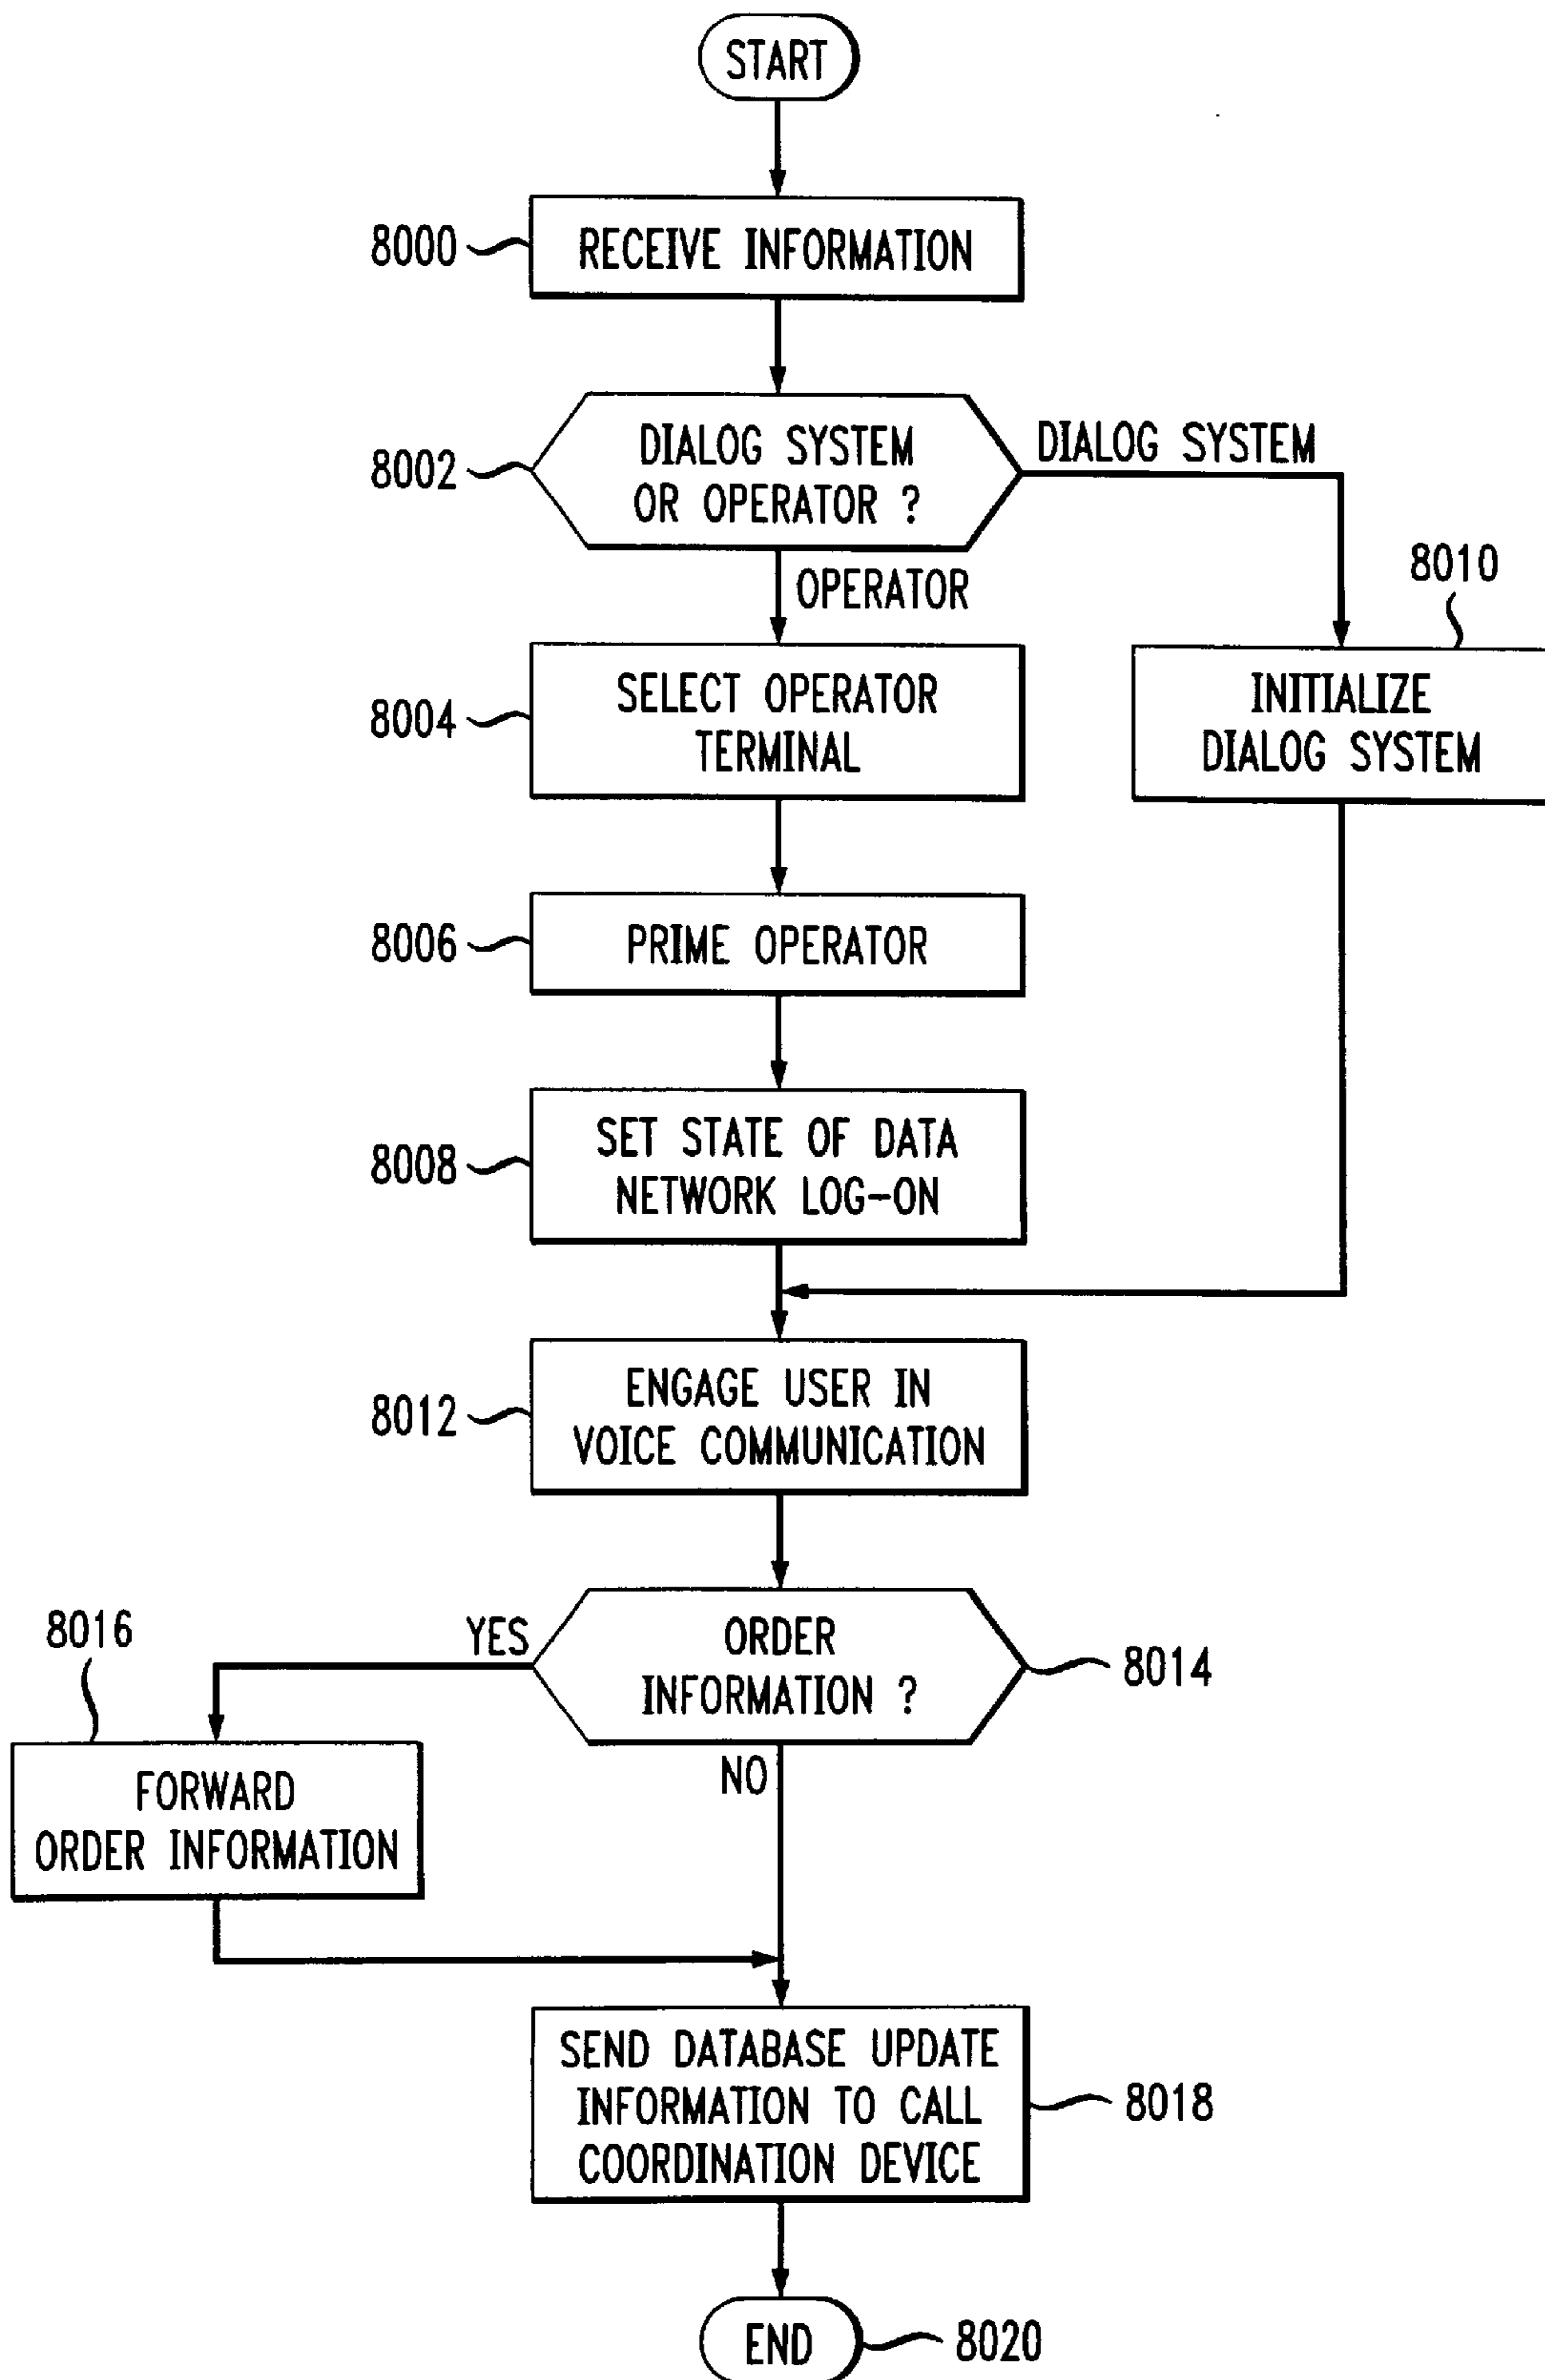 START
8000
RECEIVE INFORMATION
8002
DIALOG SYSTEM
OR OPERATOR ?
DIALOG SYSTEM
OPERATOR
8010
8004
SELECT OPERATOR
TERMINAL
INITIALIZE
DIALOG SYSTEM
8006
PRIME OPERATOR
8008
SET STATE OF DATA
NETWORK LOG-ON
8012
ENGAGE USER IN
VOICE COMMUNICATION
8014
ORDER
INFORMATION ?
YES
NO
8016
FORWARD
ORDER INFORMATION
SEND DATABASE UPDATE
INFORMATION TO CALL
COORDINATION DEVICE
8018
END
8020